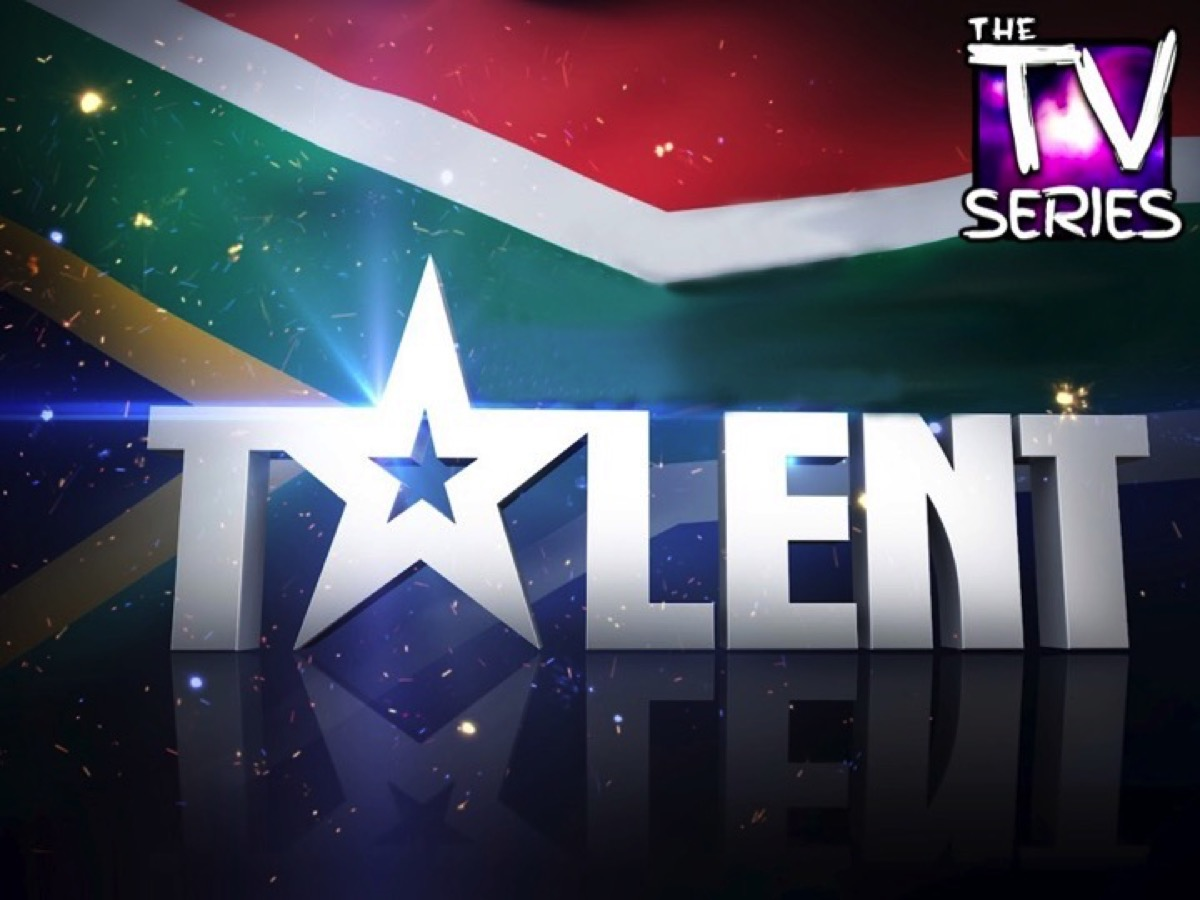 THE
TV
SERIES
TALENT